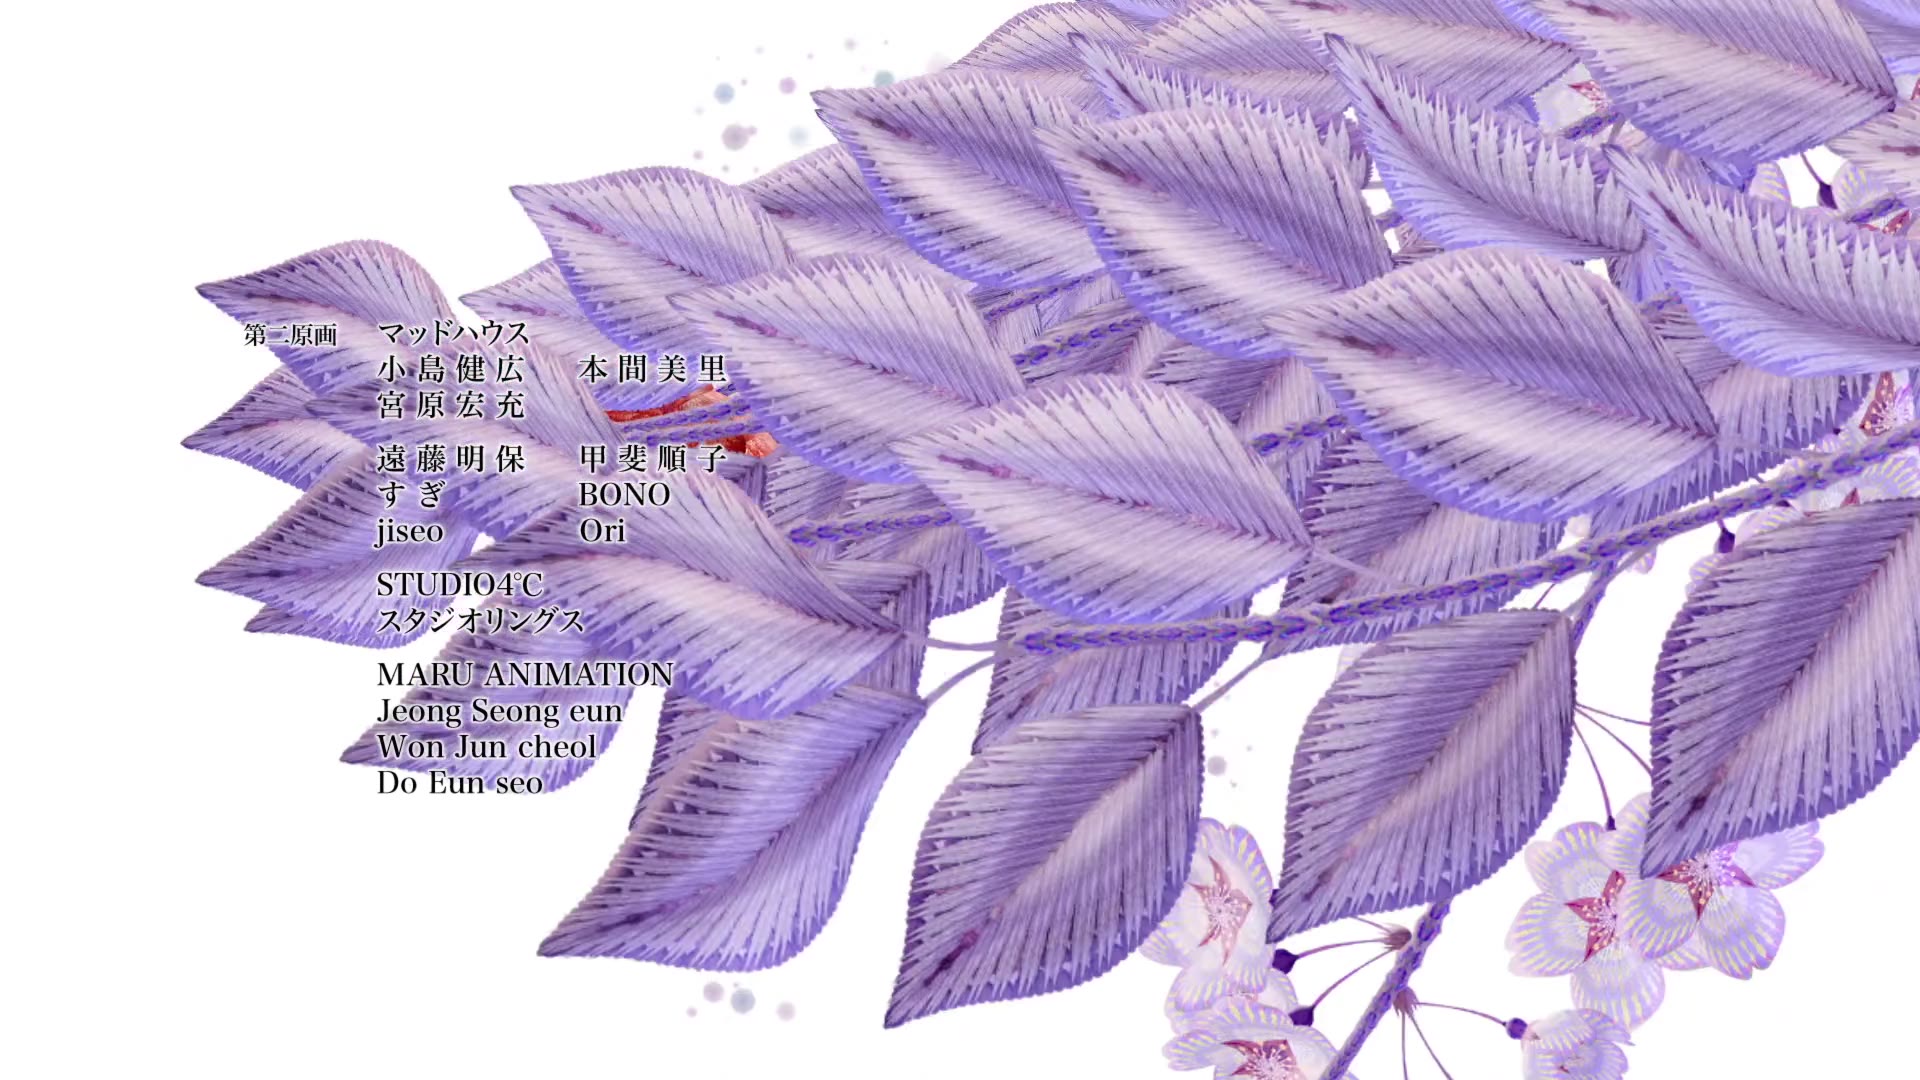 第二原画 マッドハウス
小島健広 本間美里
宮原宏充
遠藤明保 甲斐順子
すぎ BONO
jiseo Ori
STUDIO4℃
スタジオリングス
MARU ANIMATION
Jeong Seong eun
Won Jun cheol
Do Eun seo